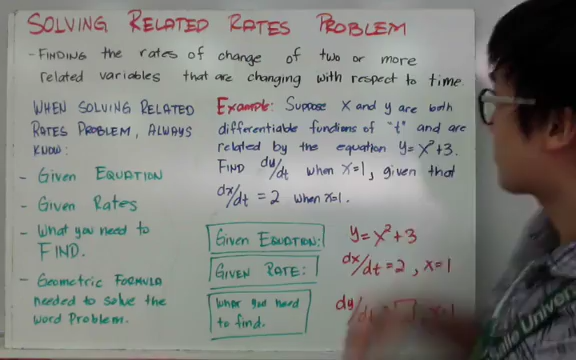 SOLVING RELATED RATES PROBLEM
- FINDING the rates of change of two or more
related variables that are changing with respect to time.
WHEN SOLVING RELATED
RATES PROBLEM, ALWAYS
KNOW:
- Given EQUATION
- Given Rates
- What you need to
FIND.
- Geometric FORMULA
needed to solve the
word Problem.
Example: Suppose X and y are both
differentiable functions of "t" and are
related by the equation y=x²+3.
FIND dy/dt when x=1, given that
dx/dt = 2 when x=1.
Given EQUATION:
y=x²+3
GIVEN RATE:
dx/dt=2, x=1
What you need
to find.
dy/dt